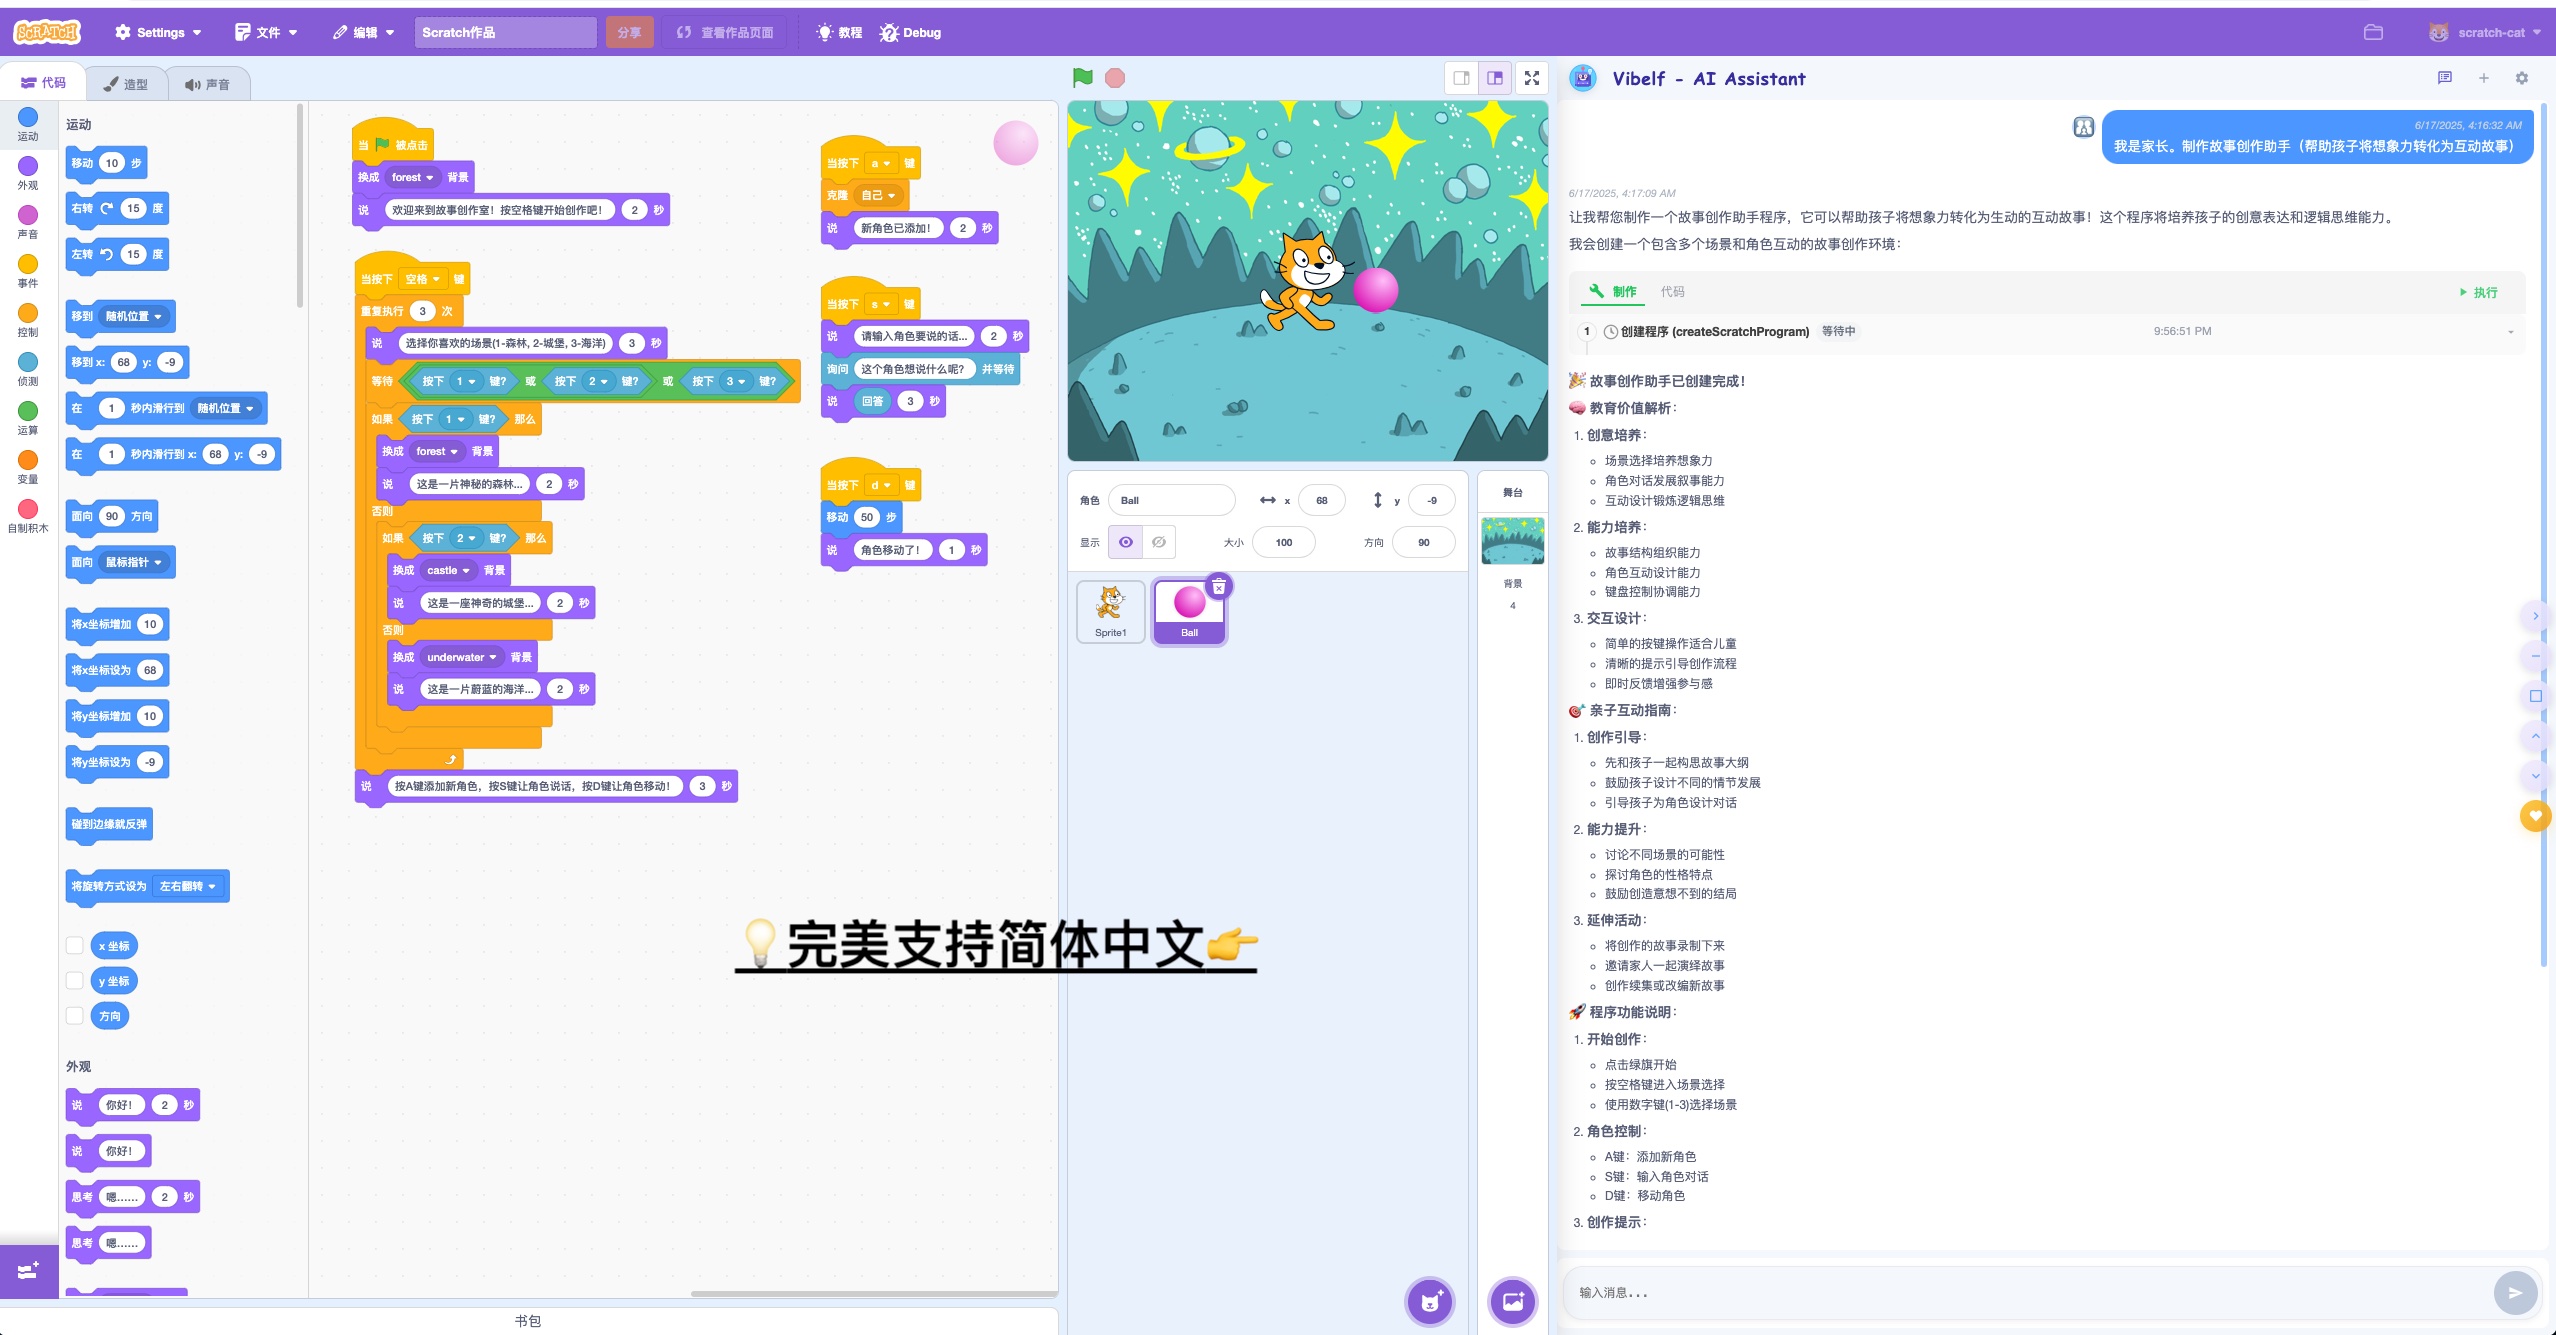 SCRATCH
Settings
文件
编辑
Scratch作品
分享
查看作品页面
教程
Debug
scratch-cat
代码
造型
声音
运动
外观
声音
事件
控制
侦测
运算
变量
自制积木
运动
移动 10 步
右转 15 度
左转 15 度
移到 随机位置
移到 x: 68 y: -9
在 1 秒内滑行到 随机位置
在 1 秒内滑行到 x: 68 y: -9
面向 90 方向
面向 鼠标指针
将x坐标增加 10
将x坐标设为 68
将y坐标增加 10
将y坐标设为 -9
碰到边缘就反弹
将旋转方式设为 左右翻转
x 坐标
y 坐标
方向
外观
说 你好！ 2 秒
说 你好！
思考 嗯…… 2 秒
思考 嗯……
当 被点击
换成 forest 背景
说 欢迎来到故事创作室！按空格键开始创作吧！ 2 秒
当按下 空格 键
重复执行 3 次
说 选择你喜欢的场景(1-森林, 2-城堡, 3-海洋) 3 秒
等待 按下 1 键? 或 按下 2 键? 或 按下 3 键?
如果 按下 1 键? 那么
换成 forest 背景
说 这是一片神秘的森林... 2 秒
否则
如果 按下 2 键? 那么
换成 castle 背景
说 这是一座神奇的城堡... 2 秒
否则
换成 underwater 背景
说 这是一片蔚蓝的海洋... 2 秒
说 按A键添加新角色，按S键让角色说话，按D键让角色移动！ 3 秒
当按下 a 键
克隆 自己
说 新角色已添加！ 2 秒
当按下 s 键
说 请输入角色要说的话... 2 秒
询问 这个角色想说什么呢？ 并等待
说 回答 3 秒
当按下 d 键
移动 50 步
说 角色移动了！ 1 秒
💡完美支持简体中文👉
书包
角色 Ball x 68 y -9
显示 大小 100 方向 90
Sprite1
Ball
舞台
背景
4
Vibelf - AI Assistant
6/17/2025, 4:16:32 AM
我是家长。制作故事创作助手（帮助孩子将想象力转化为互动故事）
6/17/2025, 4:17:09 AM
让我帮您制作一个故事创作助手程序，它可以帮助孩子将想象力转化为生动的互动故事！这个程序将培养孩子的创意表达和逻辑思维能力。
我会创建一个包含多个场景和角色互动的故事创作环境：
制作
代码
执行
1 创建程序 (createScratchProgram) 等待中 9:56:51 PM
🎉 故事创作助手已创建完成！
🧠 教育价值解析：
1. 创意培养：
场景选择培养想象力
角色对话发展叙事能力
互动设计锻炼逻辑思维
2. 能力培养：
故事结构组织能力
角色互动设计能力
键盘控制协调能力
3. 交互设计：
简单的按键操作适合儿童
清晰的提示引导创作流程
即时反馈增强参与感
🎯 亲子互动指南：
1. 创作引导：
先和孩子一起构思故事大纲
鼓励孩子设计不同的情节发展
引导孩子为角色设计对话
2. 能力提升：
讨论不同场景的可能性
探讨角色的性格特点
鼓励创造意想不到的结局
3. 延伸活动：
将创作的故事录制下来
邀请家人一起演绎故事
创作续集或改编新故事
🚀 程序功能说明：
1. 开始创作：
点击绿旗开始
按空格键进入场景选择
使用数字键(1-3)选择场景
2. 角色控制：
A键：添加新角色
S键：输入角色对话
D键：移动角色
3. 创作提示：
输入消息...